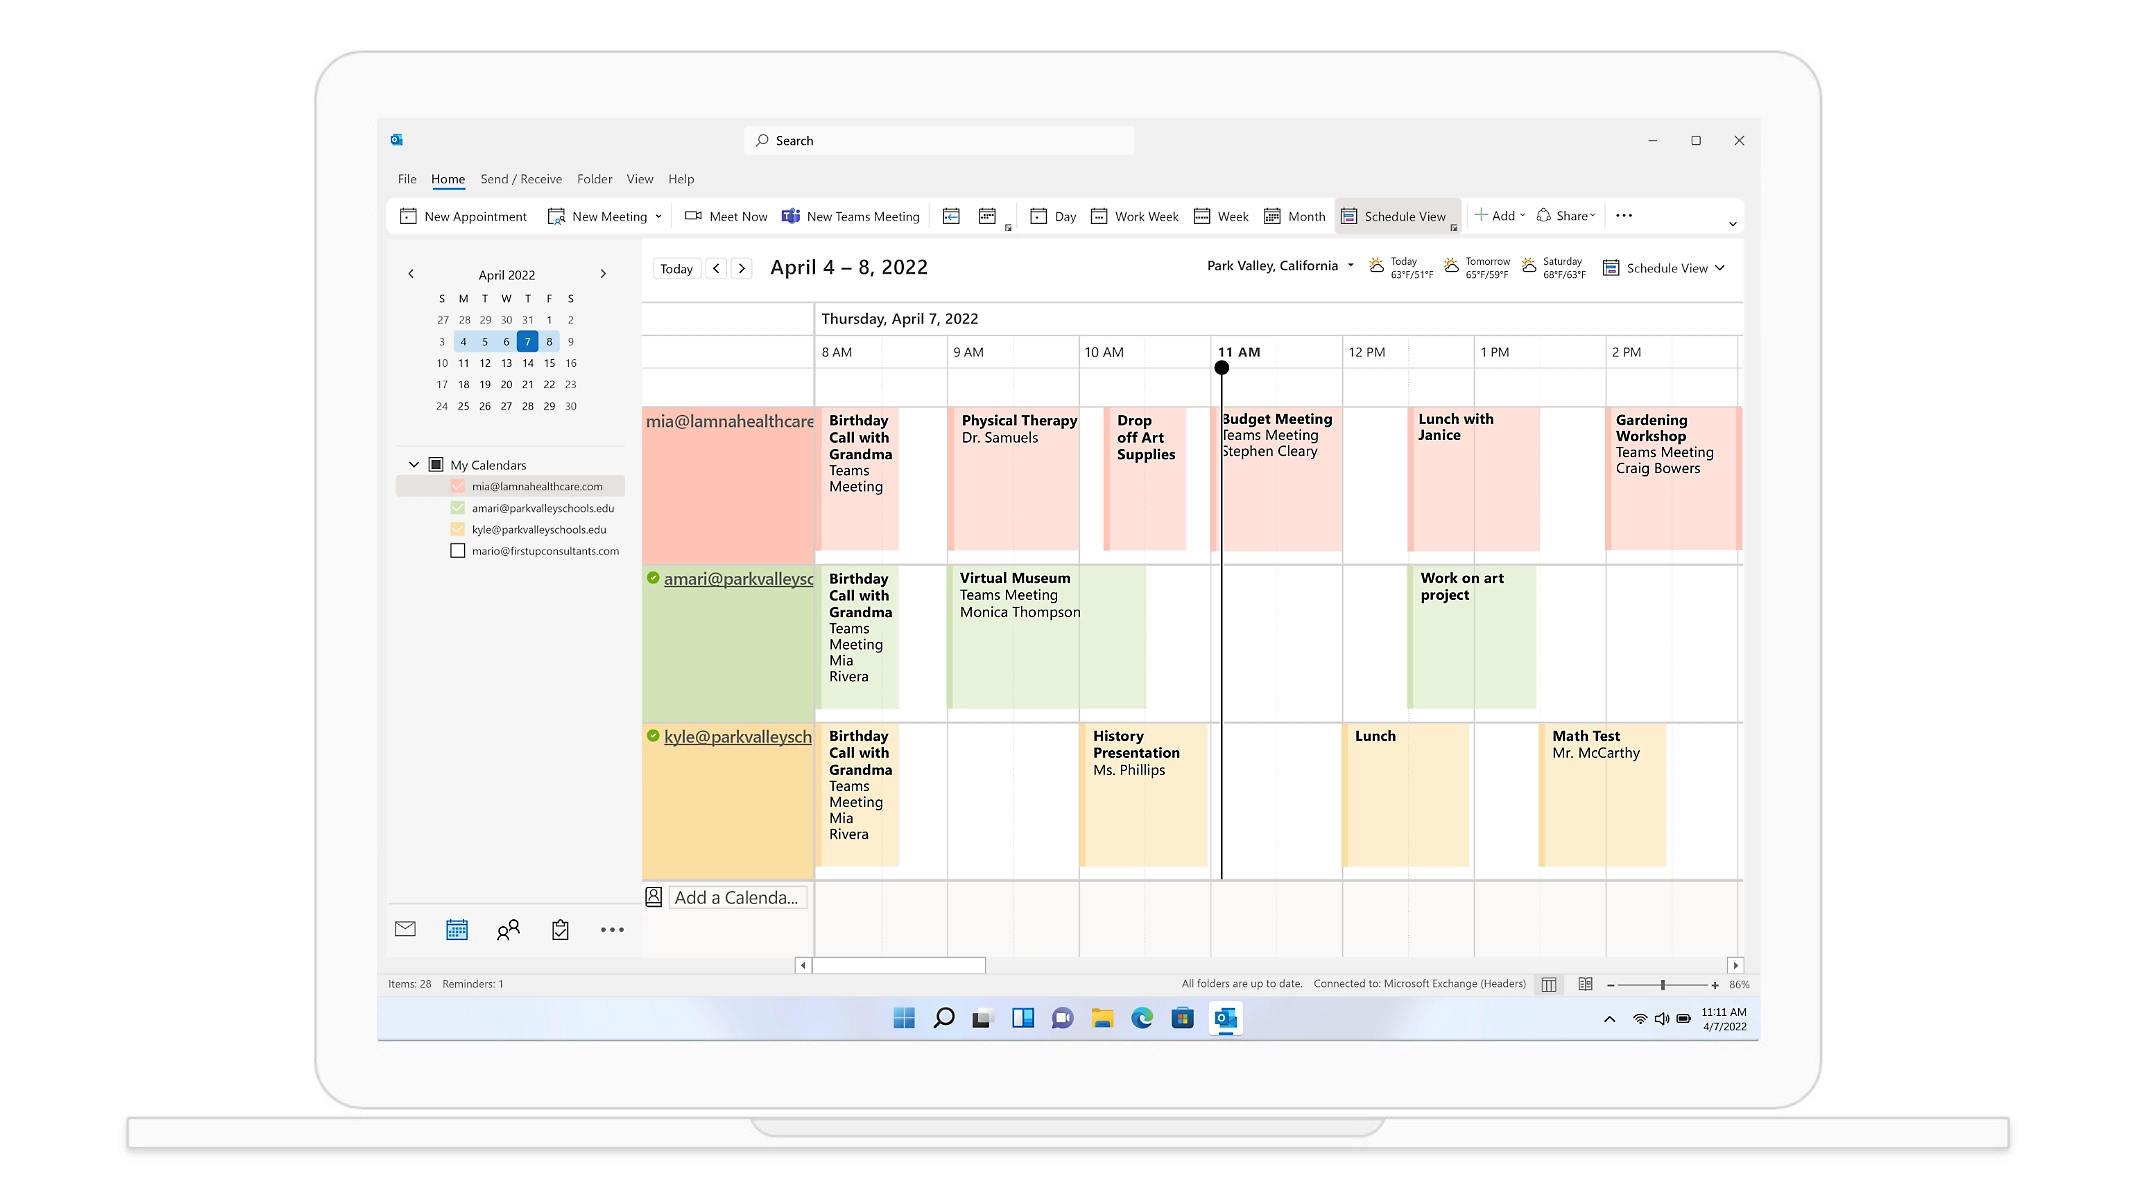 Search
File Home Send / Receive Folder View Help
New Appointment New Meeting Meet Now New Teams Meeting Day Work Week Week Month Schedule View Add Share ...
April 2022
S M T W T F S
27 28 29 30 31 1 2
3 4 5 6 7 8 9
10 11 12 13 14 15 16
17 18 19 20 21 22 23
24 25 26 27 28 29 30
My Calendars
mia@lamnahealthcare.com
amari@parkvalleyschools.edu
kyle@parkvalleyschools.edu
mario@firstupconsultants.com
Today April 4 – 8, 2022
Park Valley, California
Today
63°F/51°F
Tomorrow
65°F/59°F
Saturday
68°F/63°F
Schedule View
Thursday, April 7, 2022
8 AM 9 AM 10 AM 11 AM 12 PM 1 PM 2 PM
mia@lamnahealthcare
Birthday
Call with
Grandma
Teams
Meeting
Physical Therapy
Dr. Samuels
Drop
off Art
Supplies
Budget Meeting
Teams Meeting
Stephen Cleary
Lunch with
Janice
Gardening
Workshop
Teams Meeting
Craig Bowers
amari@parkvalleysc
Birthday
Call with
Grandma
Teams
Meeting
Mia
Rivera
Virtual Museum
Teams Meeting
Monica Thompson
Work on art
project
kyle@parkvalleysch
Birthday
Call with
Grandma
Teams
Meeting
Mia
Rivera
History
Presentation
Ms. Phillips
Lunch
Math Test
Mr. McCarthy
Add a Calenda...
Items: 28 Reminders: 1
All folders are up to date. Connected to: Microsoft Exchange (Headers) 86%
11:11 AM
4/7/2022